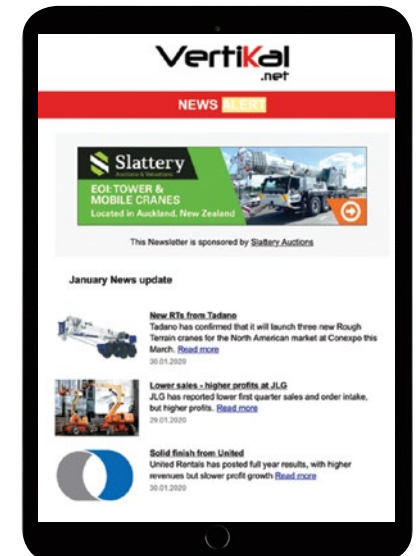 Vertikal
.net
NEWS ALERT
Slattery
Auctions & Valuations
EOI: TOWER &
MOBILE CRANES
Located in Auckland, New Zealand
This Newsletter is sponsored by Slattery Auctions
January News update
New RTs from Tadano
Tadano has confirmed that it will launch three new Rough
Terrain cranes for the North American market at Conexpo this
March. Read more
30.01.2020
Lower sales - higher profits at JLG
JLG has reported lower first quarter sales and order intake,
but higher profits. Read more
29.01.2020
Solid finish from United
United Rentals has posted full year results, with higher
revenues but slower profit growth Read more
30.01.2020